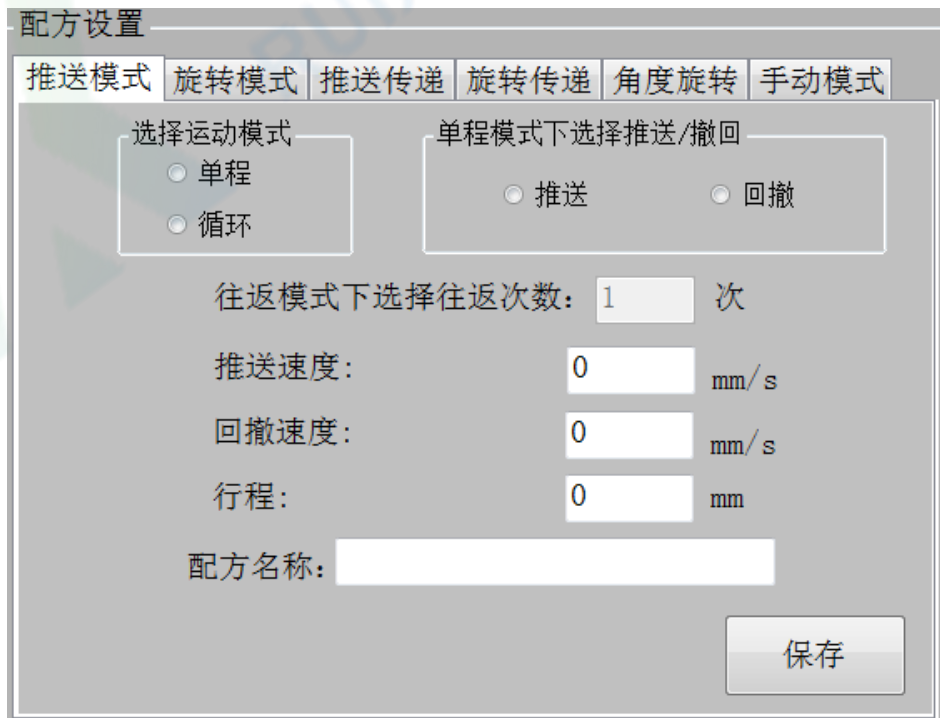 配方设置
推送模式 旋转模式 推送传递 旋转传递 角度旋转 手动模式
选择运动模式 单程模式下选择推送/撤回
单程
推送 回撤
循环
往返模式下选择往返次数: 1 次
推送速度: 0 mm/s
回撤速度: 0 mm/s
行程: 0 mm
配方名称:
保存